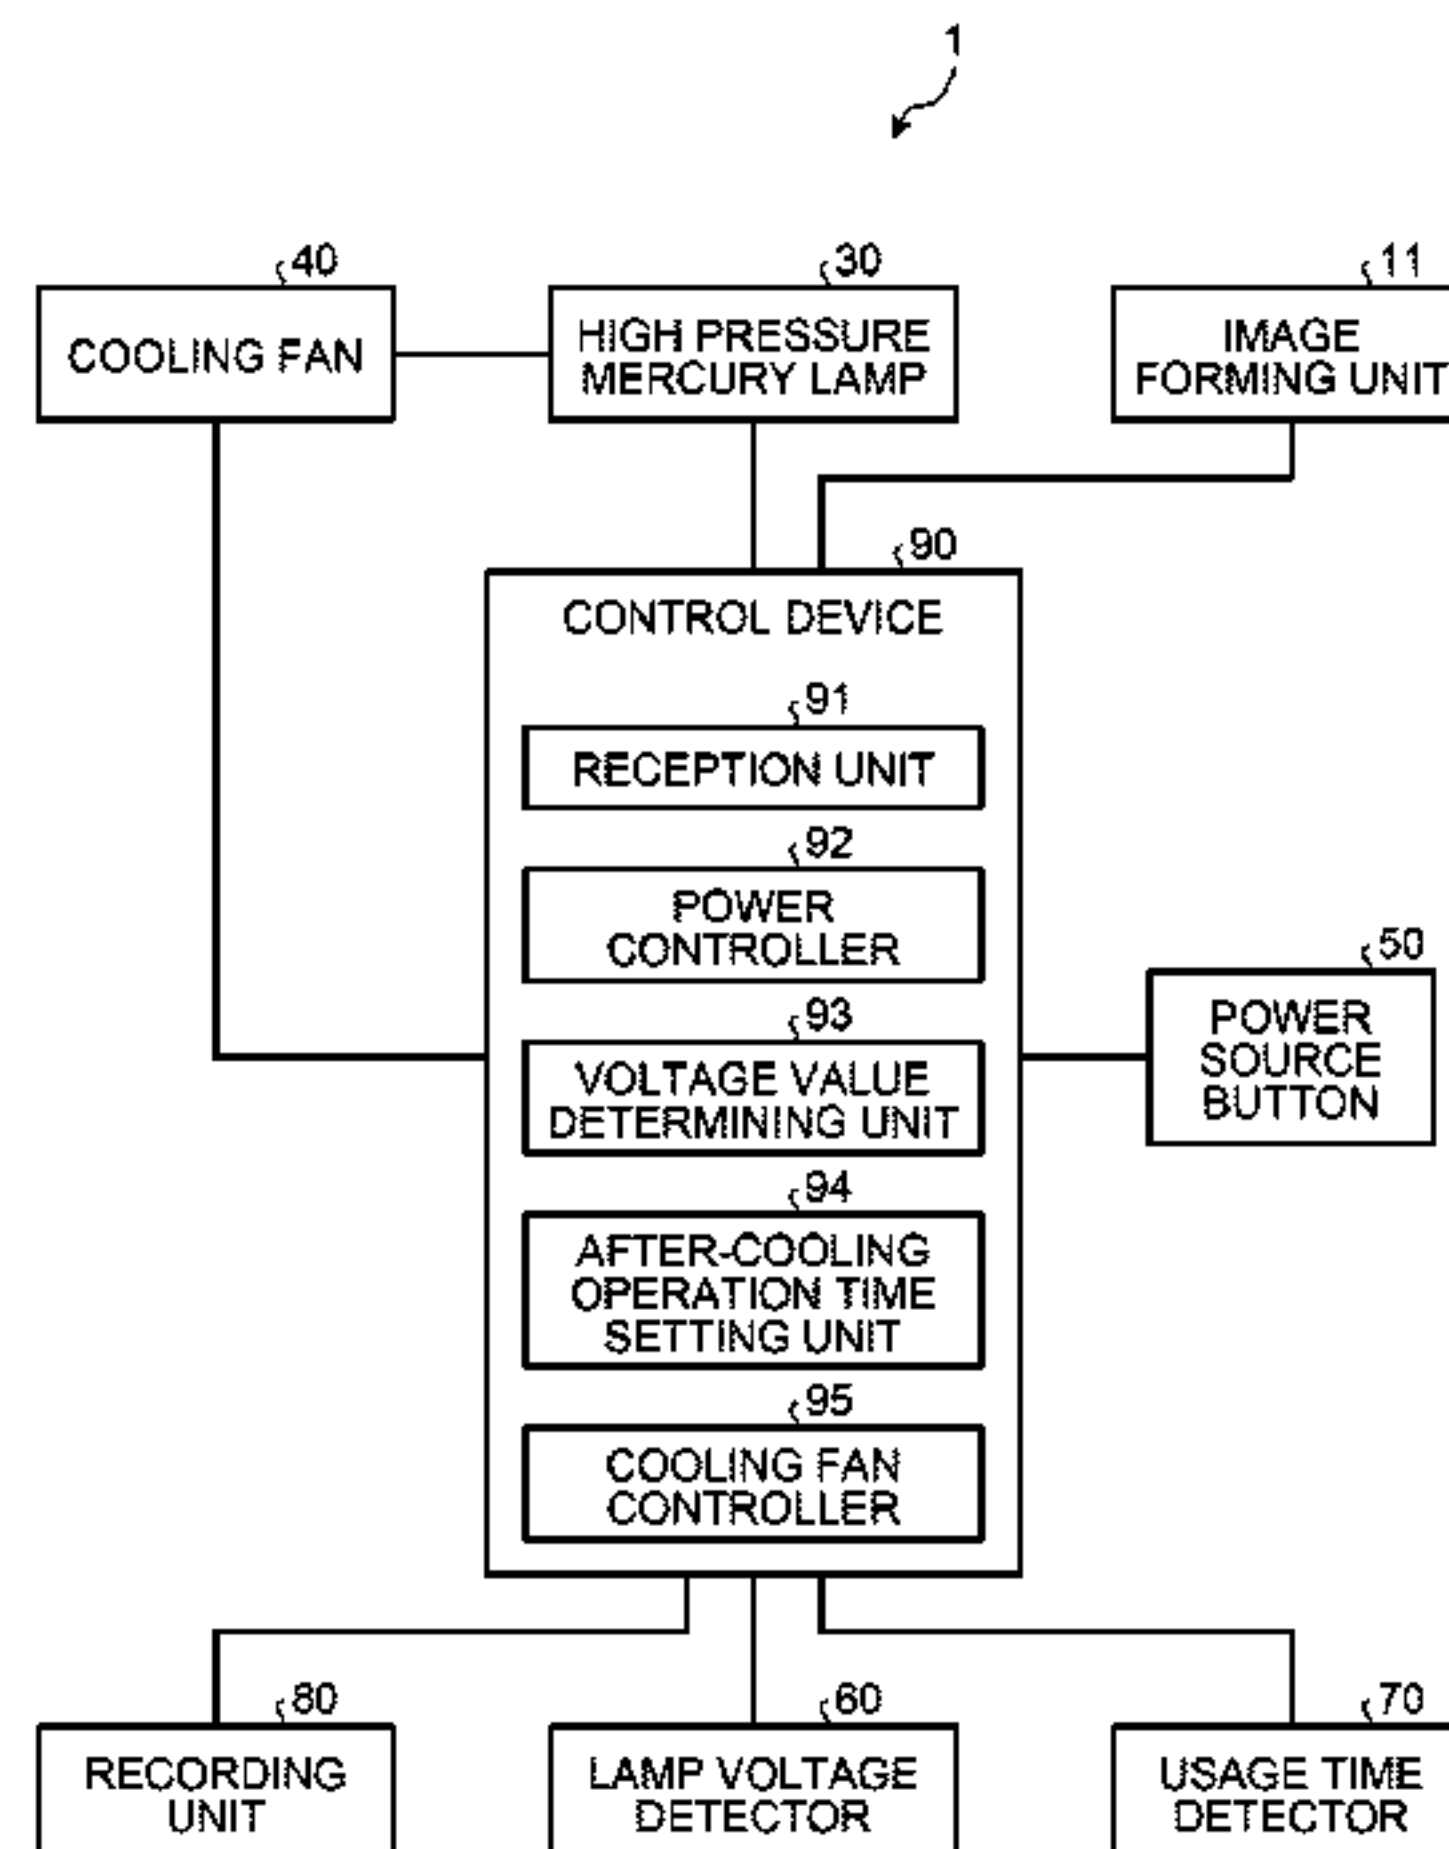 1
40
COOLING FAN
30
HIGH PRESSURE
MERCURY LAMP
11
IMAGE
FORMING UNIT
90
CONTROL DEVICE
91
RECEPTION UNIT
92
POWER
CONTROLLER
93
VOLTAGE VALUE
DETERMINING UNIT
50
POWER
SOURCE
BUTTON
94
AFTER-COOLING
OPERATION TIME
SETTING UNIT
95
COOLING FAN
CONTROLLER
80
RECORDING
UNIT
60
LAMP VOLTAGE
DETECTOR
70
USAGE TIME
DETECTOR